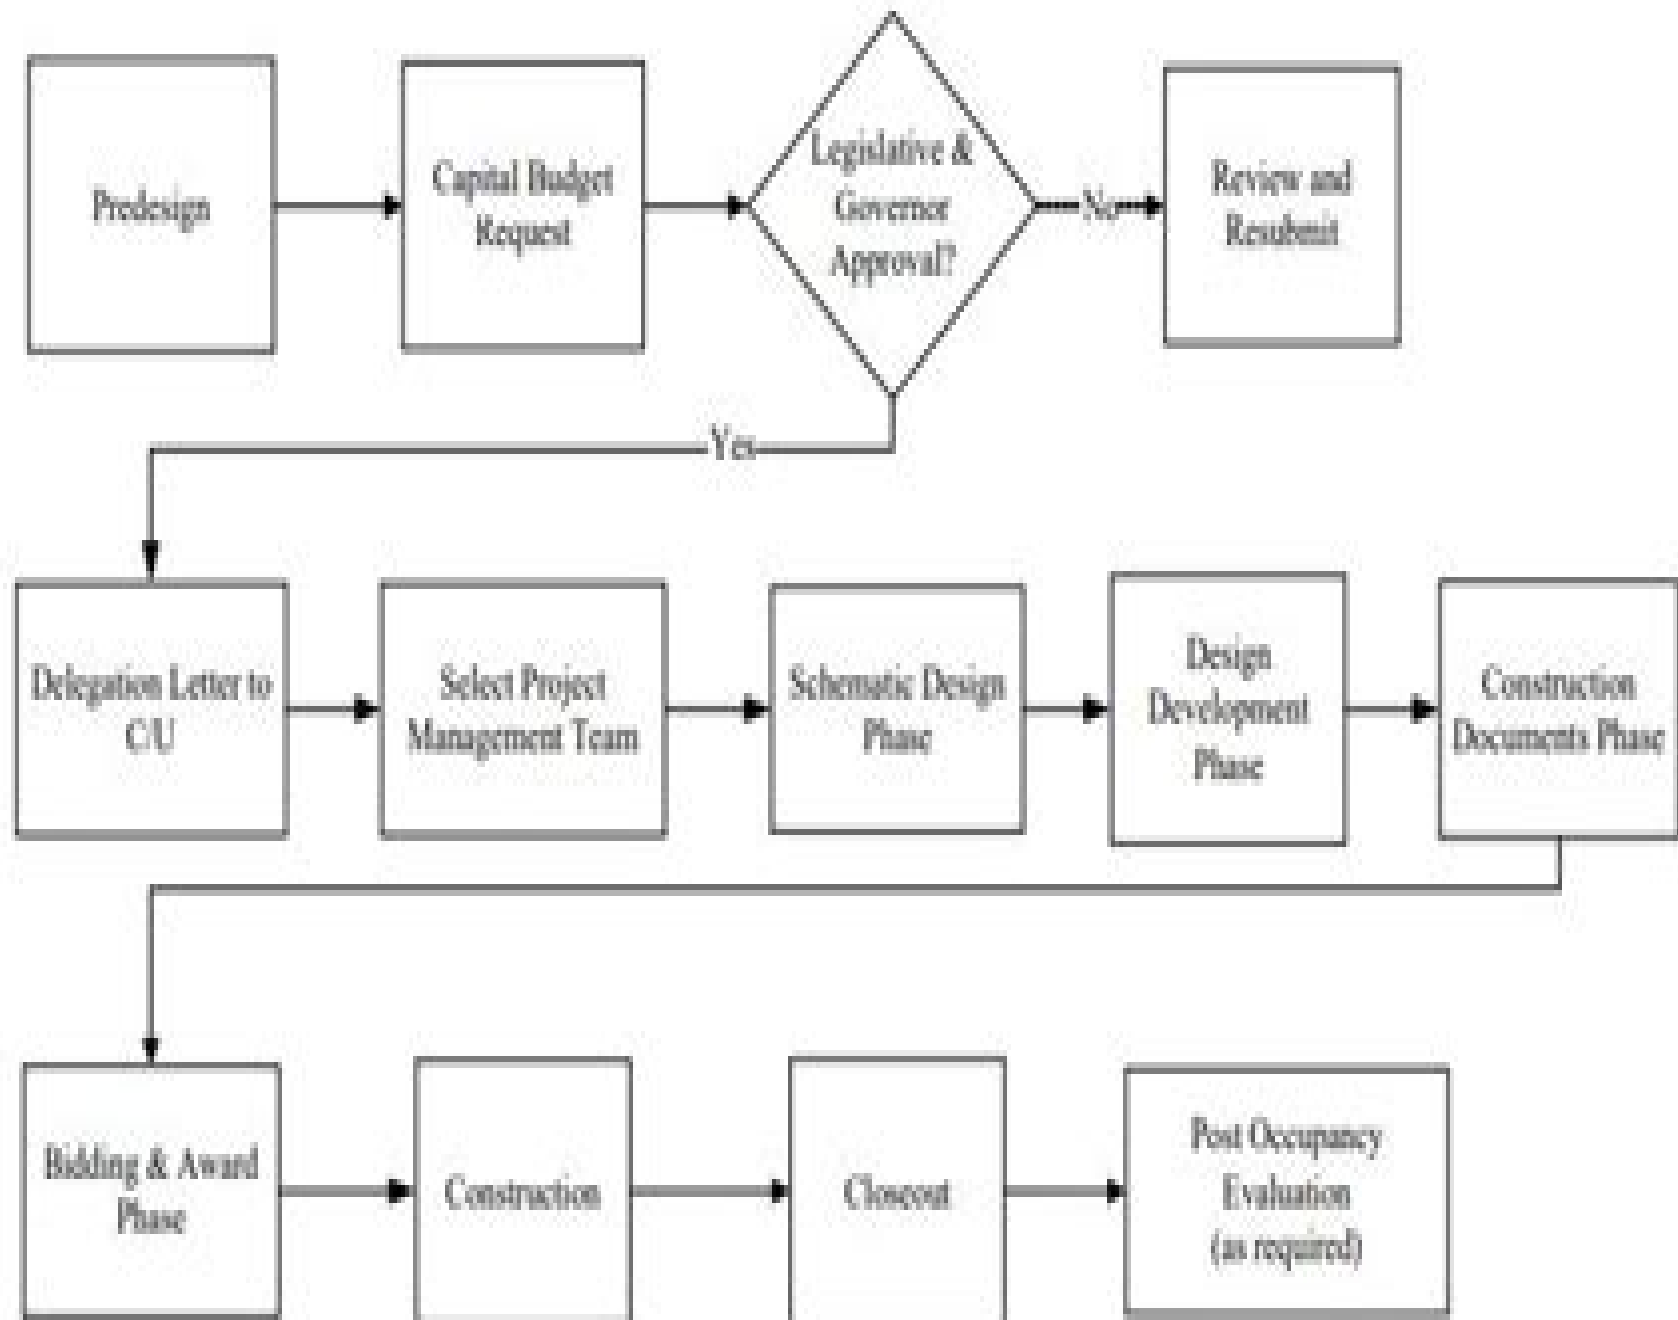 Predesign
Capital Budget
Request
Legislative &
Governor
Approval?
No
Review and
Resubmit
Yes
Delegation Letter to
C/U
Select Project
Management Team
Schematic Design
Phase
Design
Development
Phase
Construction
Documents Phase
Bidding & Award
Phase
Construction
Closeout
Post Occupancy
Evaluation
(as required)